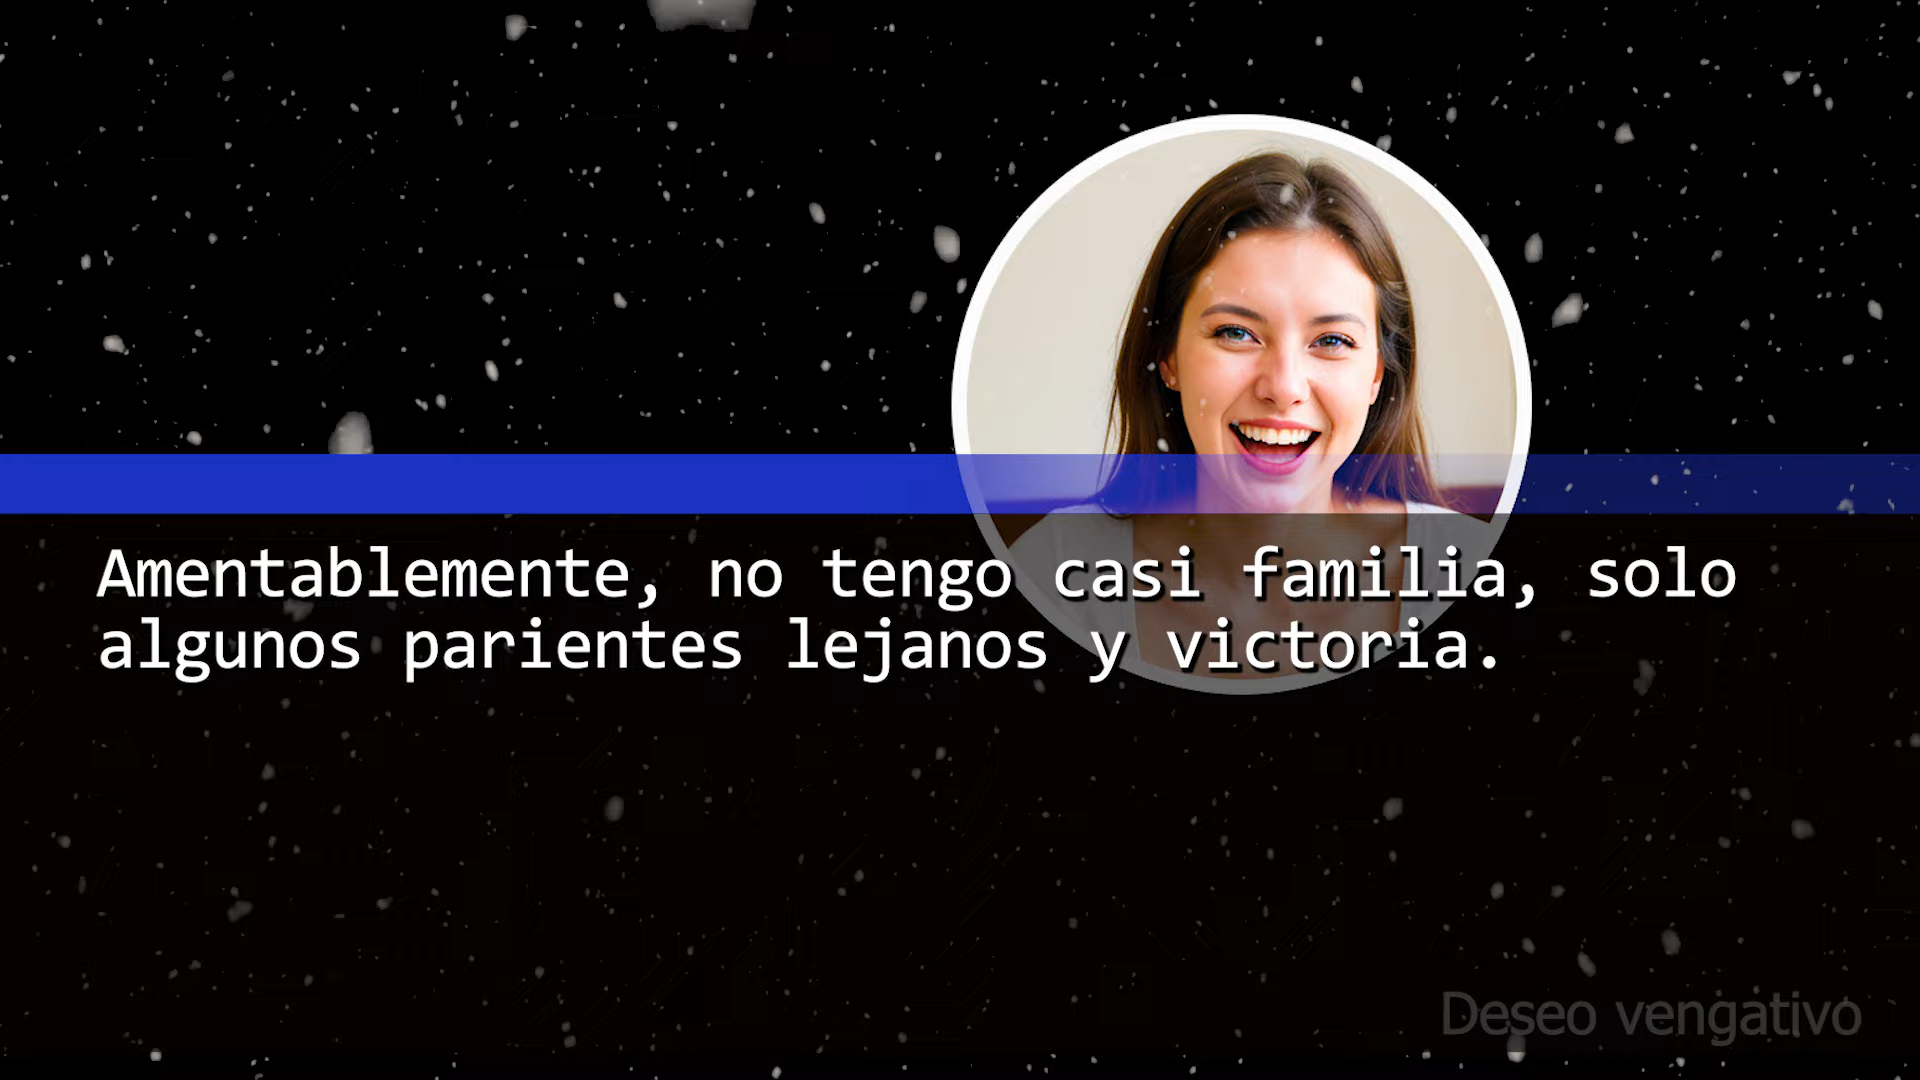 Amentablemente, no tengo casi familia, solo
algunos parientes lejanos y victoria.
Deseo vengativo